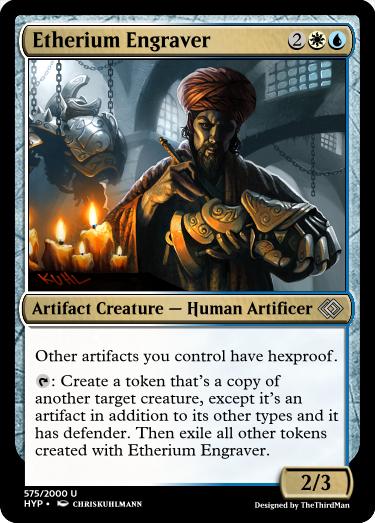 Etherium Engraver 2
KUHL
Artifact Creature — Human Artificer
Other artifacts you control have hexproof.
: Create a token that's a copy of
another target creature, except it's an
artifact in addition to its other types and it
has defender. Then exile all other tokens
created with Etherium Engraver.
2/3
575/2000 U
HYP • CHRISKUHLMANN
Designed by TheThirdMan